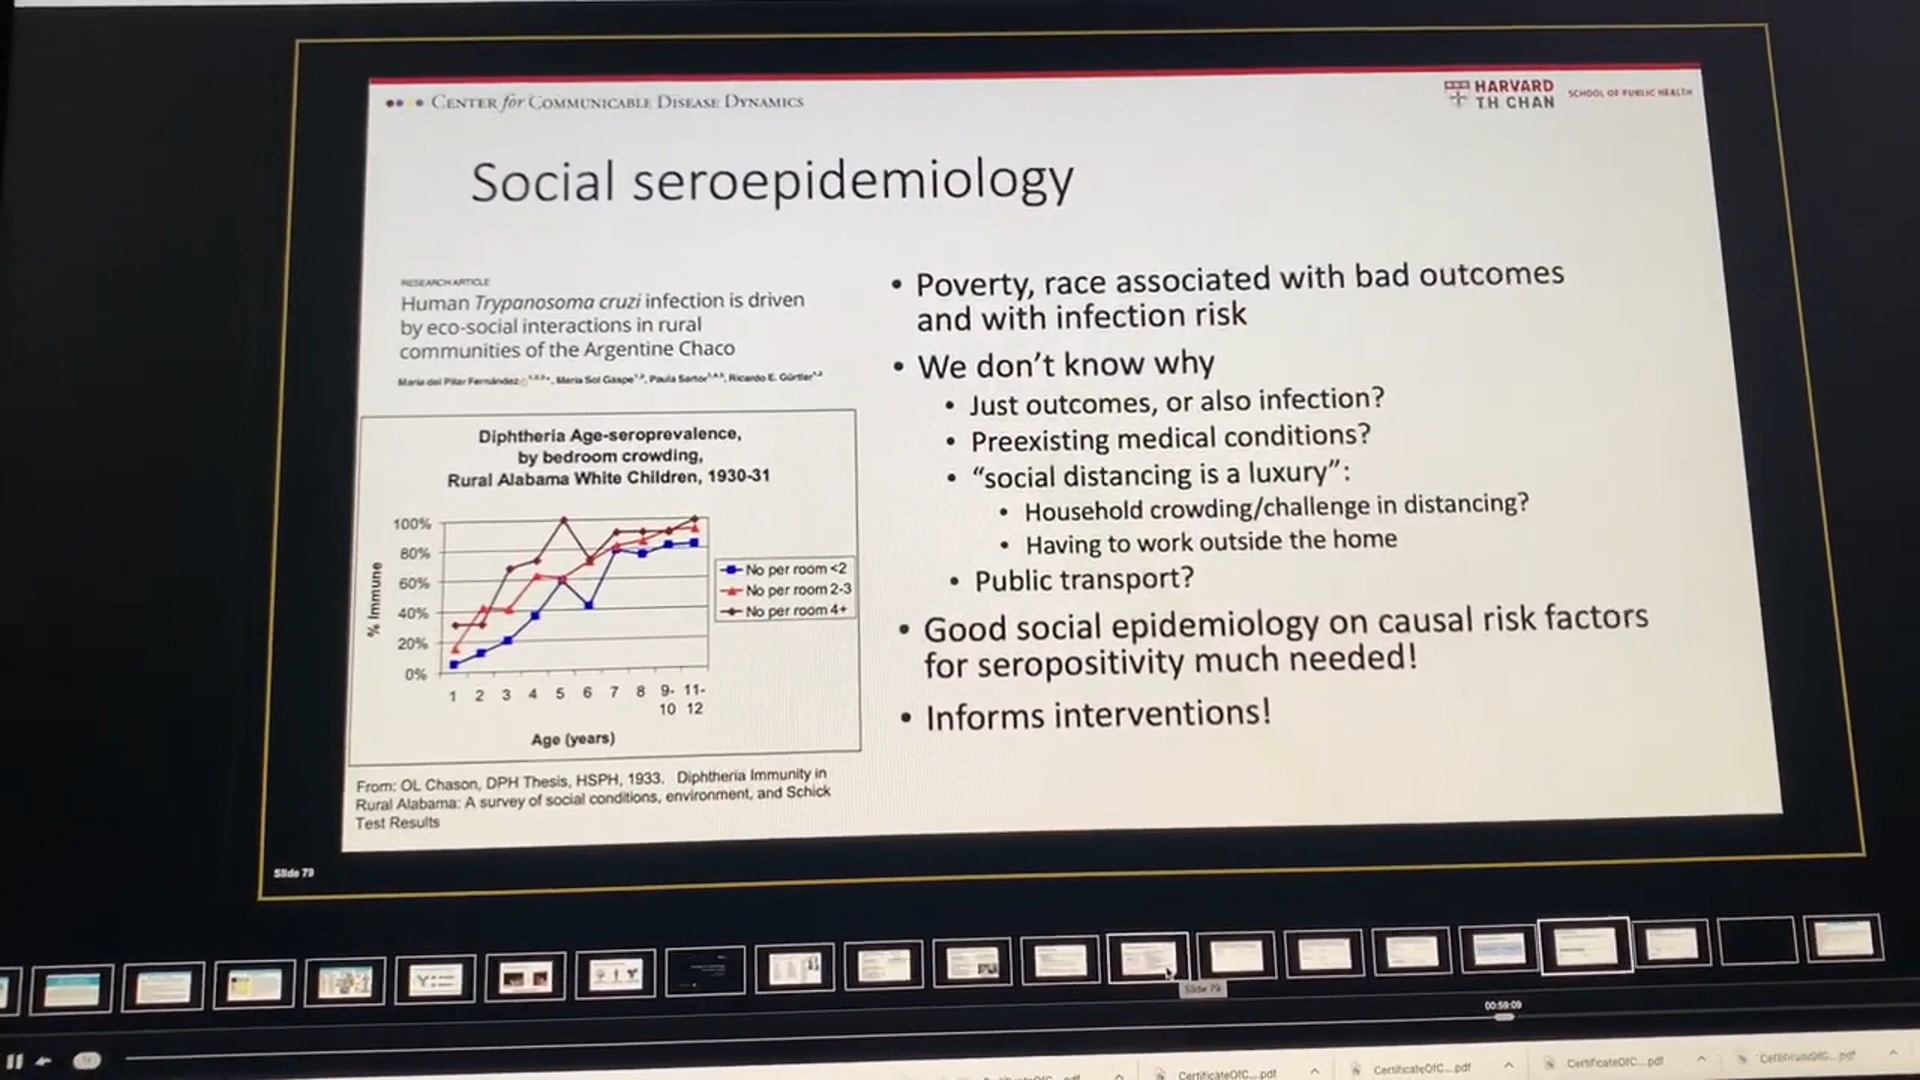 CENTER for COMMUNICABLE DISEASE DYNAMICS
HARVARD
T.H. CHAN
SCHOOL OF PUBLIC HEALTH
Social seroepidemiology
RESEARCH ARTICLE
Human Trypanosoma cruzi infection is driven
by eco-social interactions in rural
communities of the Argentine Chaco
María del Pilar Fernández, María Sol Gaspe, Paula Sartor, Ricardo E. Gürtler
Diphtheria Age-seroprevalence,
by bedroom crowding,
Rural Alabama White Children, 1930-31
100%
80%
60%
40%
20%
0%
% Immune
1 2 3 4 5 6 7 8 9- 11-
10 12
Age (years)
No per room <2
No per room 2-3
No per room 4+
From: OL Chason, DPH Thesis, HSPH, 1933. Diphtheria Immunity in
Rural Alabama: A survey of social conditions, environment, and Schick
Test Results
• Poverty, race associated with bad outcomes
and with infection risk
• We don't know why
• Just outcomes, or also infection?
• Preexisting medical conditions?
• "social distancing is a luxury":
• Household crowding/challenge in distancing?
• Having to work outside the home
• Public transport?
• Good social epidemiology on causal risk factors
for seropositivity much needed!
• Informs interventions!
Slide 79
Slide 79
00:59:09
CertificateOfC....pdf
CertificateOfC....pdf
CertificateOfC....pdf
CertificateOfC....pdf